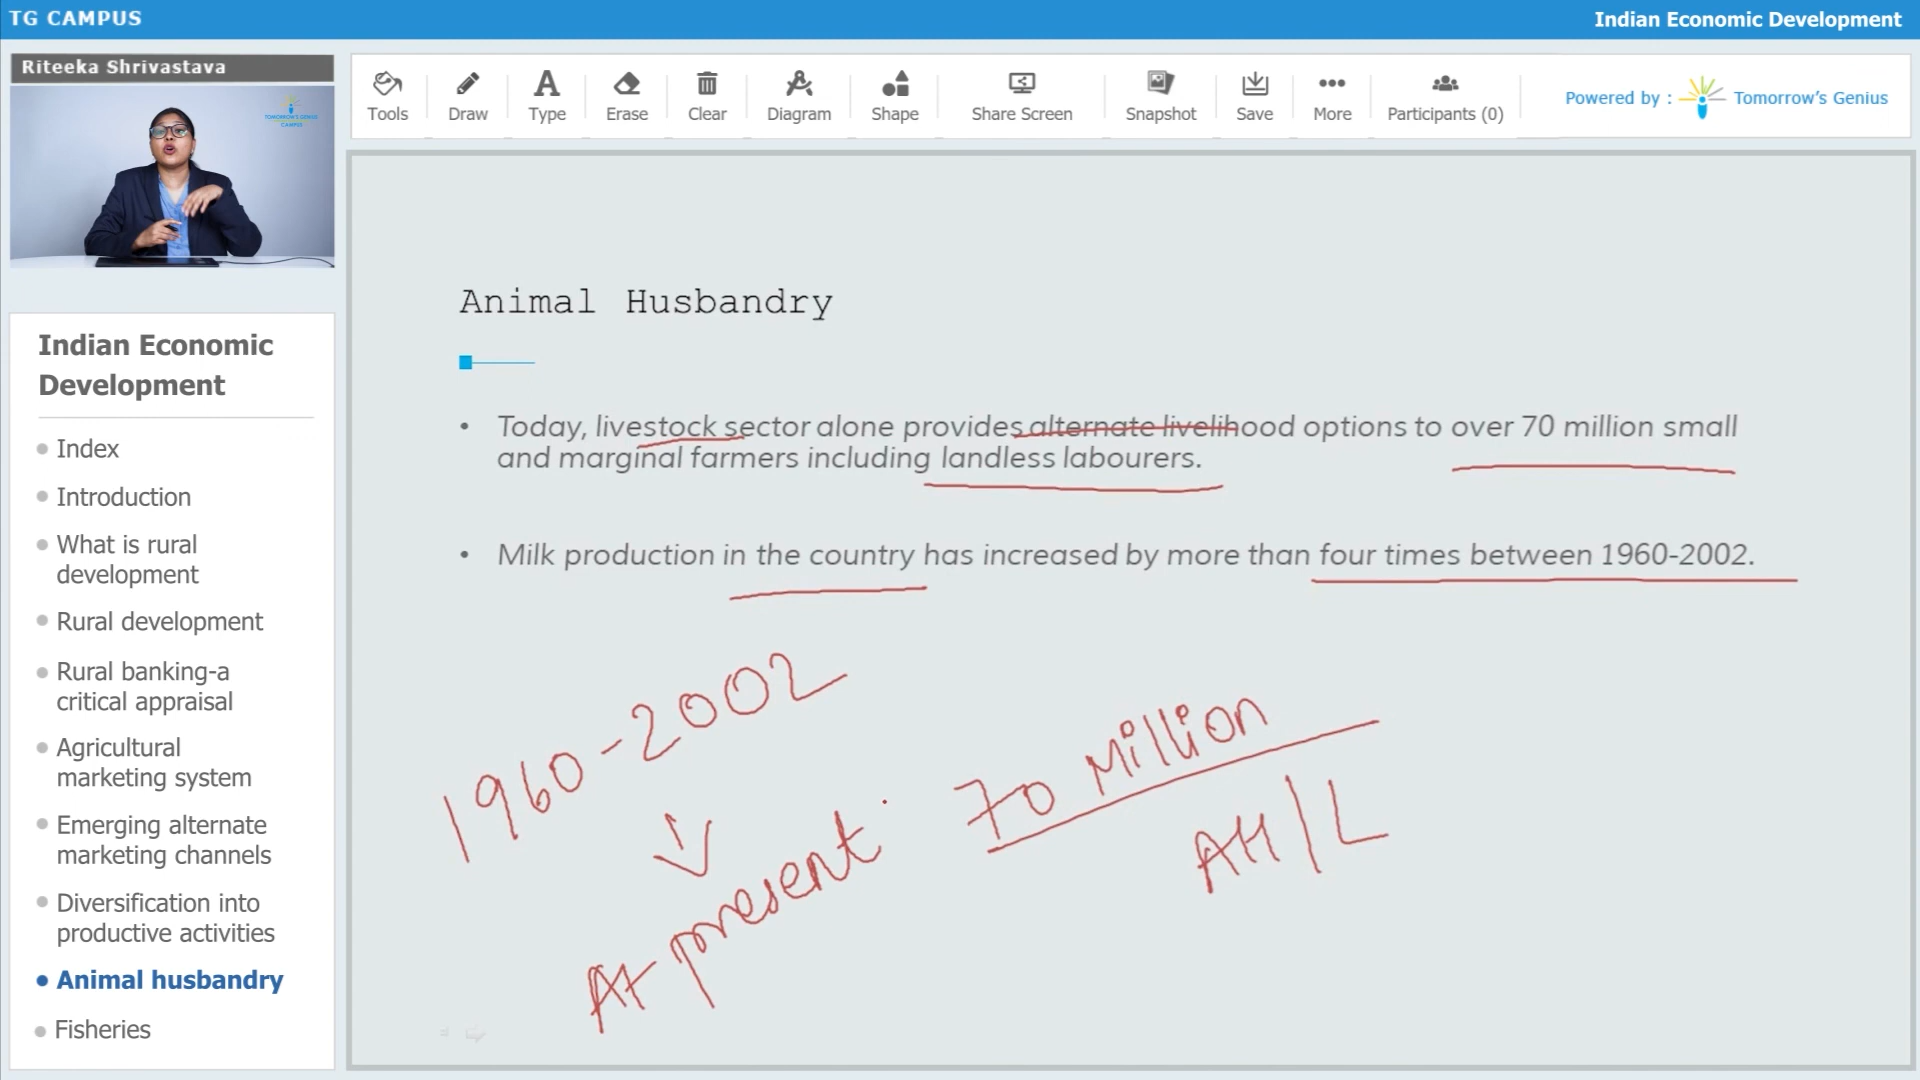 TG CAMPUS
Indian Economic Development
Riteeka Shrivastava
TOMORROW'S GENIUS
CAMPUS
Tools
Draw
Type
Erase
Clear
Diagram
Shape
Share Screen
Snapshot
Save
More
Participants (0)
Powered by :
Tomorrow's Genius
Indian Economic
Development
Index
Introduction
What is rural
development
Rural development
Rural banking-a
critical appraisal
Agricultural
marketing system
Emerging alternate
marketing channels
Diversification into
productive activities
Animal husbandry
Fisheries
Animal Husbandry
• Today, livestock sector alone provides alternate livelihood options to over 70 million small
and marginal farmers including landless labourers.
• Milk production in the country has increased by more than four times between 1960-2002.
1960-2002
At present
70 Million
AH/L